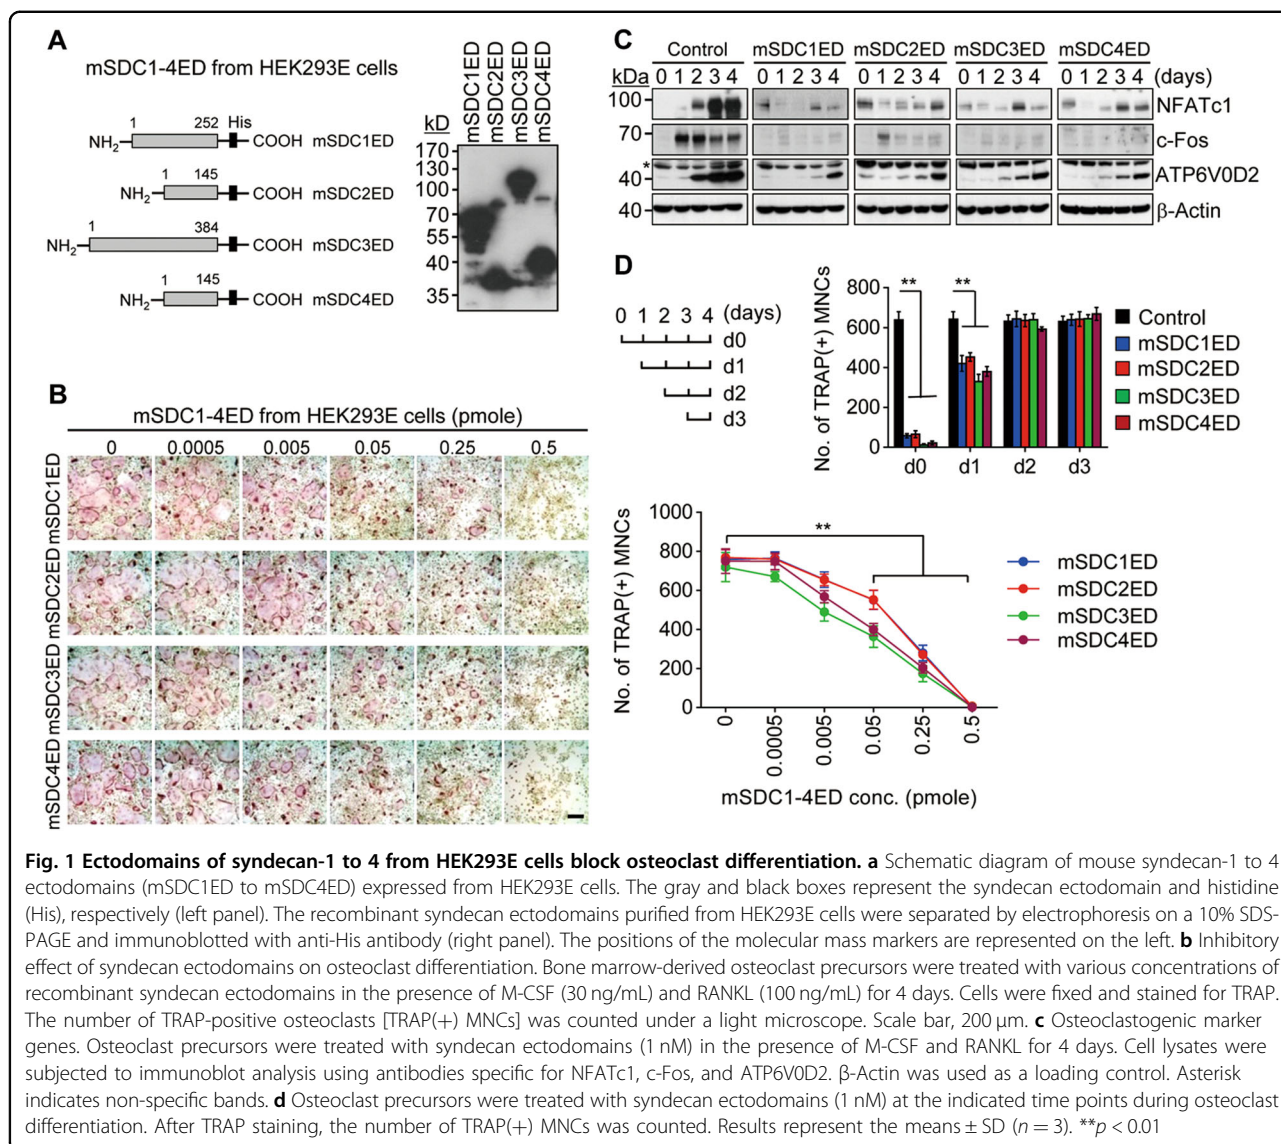 A
mSDC1-4ED from HEK293E cells
1 252 His
NH2 COOH mSDC1ED
1 145
NH2 COOH mSDC2ED
1 384
NH2 COOH mSDC3ED
1 145
NH2 COOH mSDC4ED
mSDC1ED
mSDC2ED
mSDC3ED
mSDC4ED
kD
170
130
100
70
55
40
35
B
mSDC1-4ED from HEK293E cells (pmole)
0 0.0005 0.005 0.05 0.25 0.5
mSDC1ED
mSDC2ED
mSDC3ED
mSDC4ED
No. of TRAP(+) MNCs
1000
800
600
400
200
0
**
0 0.0005 0.005 0.05 0.25 0.5
mSDC1-4ED conc. (pmole)
mSDC1ED
mSDC2ED
mSDC3ED
mSDC4ED
C
Control mSDC1ED mSDC2ED mSDC3ED mSDC4ED
kDa 0 1 2 3 4 0 1 2 3 4 0 1 2 3 4 0 1 2 3 4 0 1 2 3 4 (days)
100 NFATc1
70 c-Fos
*
40 ATP6V0D2
40 β-Actin
D
0 1 2 3 4 (days)
d0
d1
d2
d3
No. of TRAP(+) MNCs
800
600
400
200
0
** **
d0 d1 d2 d3
Control
mSDC1ED
mSDC2ED
mSDC3ED
mSDC4ED
Fig. 1 Ectodomains of syndecan-1 to 4 from HEK293E cells block osteoclast differentiation. a Schematic diagram of mouse syndecan-1 to 4
ectodomains (mSDC1ED to mSDC4ED) expressed from HEK293E cells. The gray and black boxes represent the syndecan ectodomain and histidine
(His), respectively (left panel). The recombinant syndecan ectodomains purified from HEK293E cells were separated by electrophoresis on a 10% SDS-
PAGE and immunoblotted with anti-His antibody (right panel). The positions of the molecular mass markers are represented on the left. b Inhibitory
effect of syndecan ectodomains on osteoclast differentiation. Bone marrow-derived osteoclast precursors were treated with various concentrations of
recombinant syndecan ectodomains in the presence of M-CSF (30 ng/mL) and RANKL (100 ng/mL) for 4 days. Cells were fixed and stained for TRAP.
The number of TRAP-positive osteoclasts [TRAP(+) MNCs] was counted under a light microscope. Scale bar, 200 μm. c Osteoclastogenic marker
genes. Osteoclast precursors were treated with syndecan ectodomains (1 nM) in the presence of M-CSF and RANKL for 4 days. Cell lysates were
subjected to immunoblot analysis using antibodies specific for NFATc1, c-Fos, and ATP6V0D2. β-Actin was used as a loading control. Asterisk
indicates non-specific bands. d Osteoclast precursors were treated with syndecan ectodomains (1 nM) at the indicated time points during osteoclast
differentiation. After TRAP staining, the number of TRAP(+) MNCs was counted. Results represent the means ± SD (n = 3). **p < 0.01